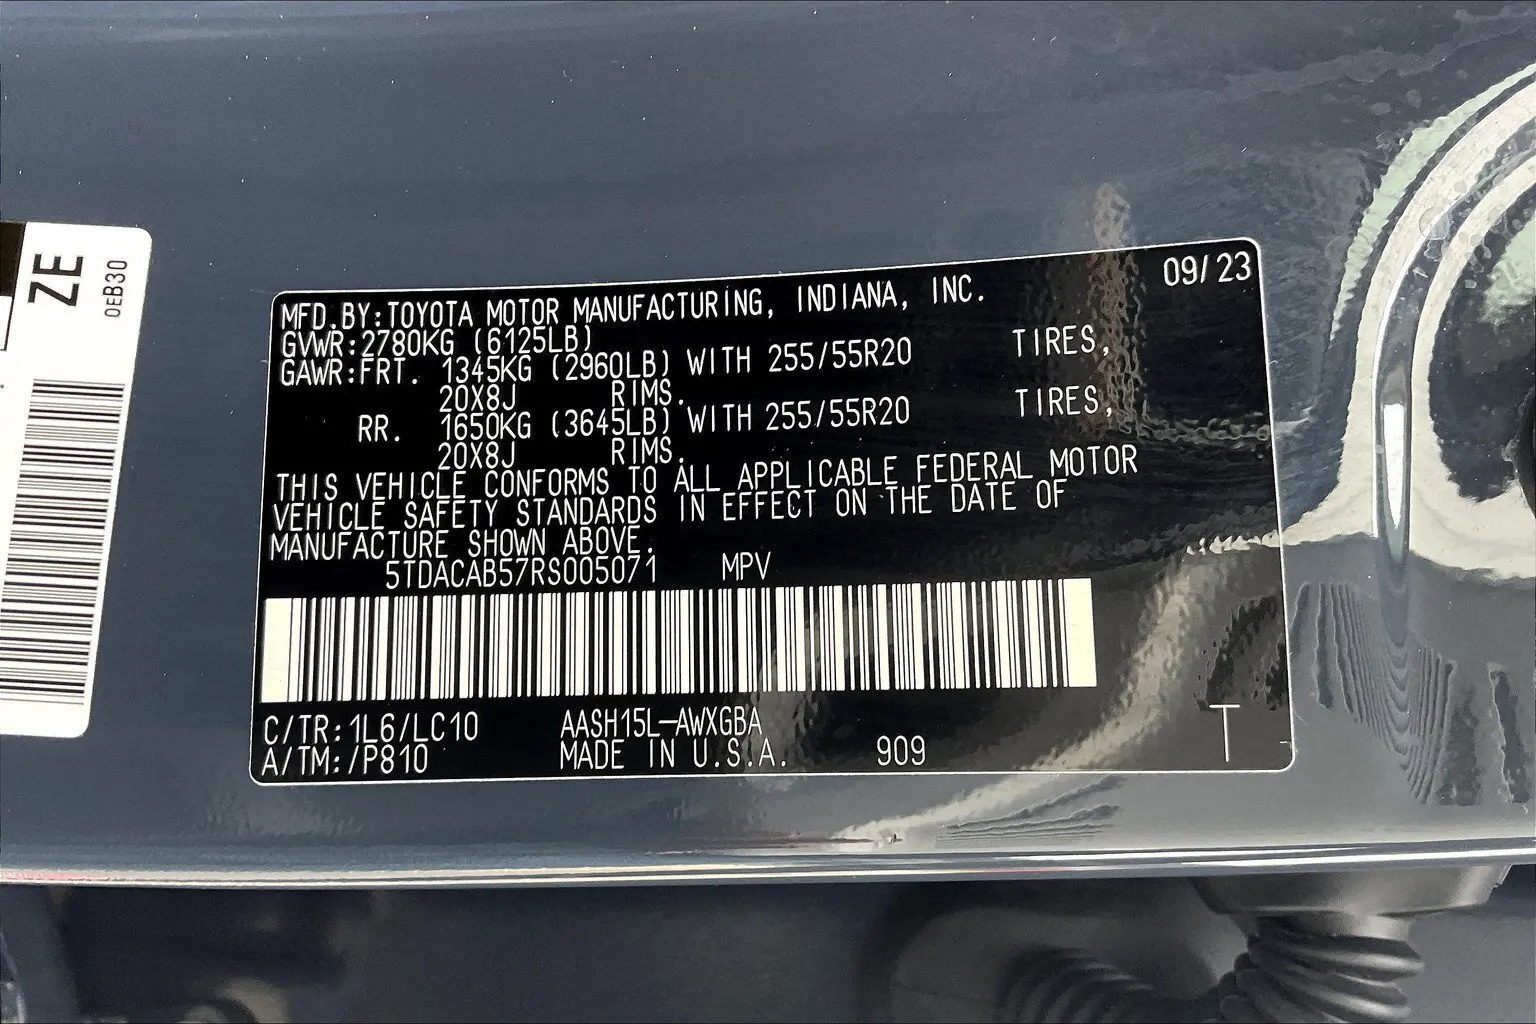 ZE
0EB30
09/23
MFD.BY:TOYOTA MOTOR MANUFACTURING, INDIANA, INC.
GVWR:2780KG (6125LB)
GAWR:FRT. 1345KG (2960LB) WITH 255/55R20 TIRES,
20X8J RIMS.
RR. 1650KG (3645LB) WITH 255/55R20 TIRES,
20X8J RIMS.
THIS VEHICLE CONFORMS TO ALL APPLICABLE FEDERAL MOTOR
VEHICLE SAFETY STANDARDS IN EFFECT ON THE DATE OF
MANUFACTURE SHOWN ABOVE.
5TDACAB57RS005071 MPV
C/TR:1L6/LC10 AASH15L-AWXGBA
A/TM:/P810 MADE IN U.S.A. 909 T